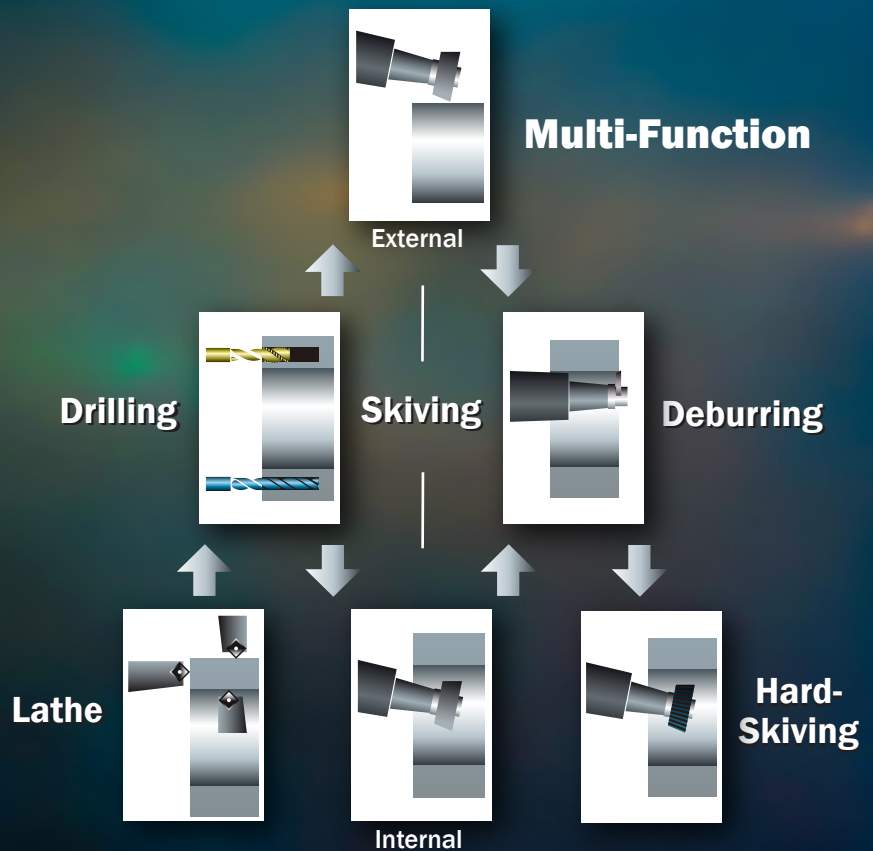 Multi-Function
External
Drilling
Skiving
Deburring
Lathe
Hard-
Skiving
Internal